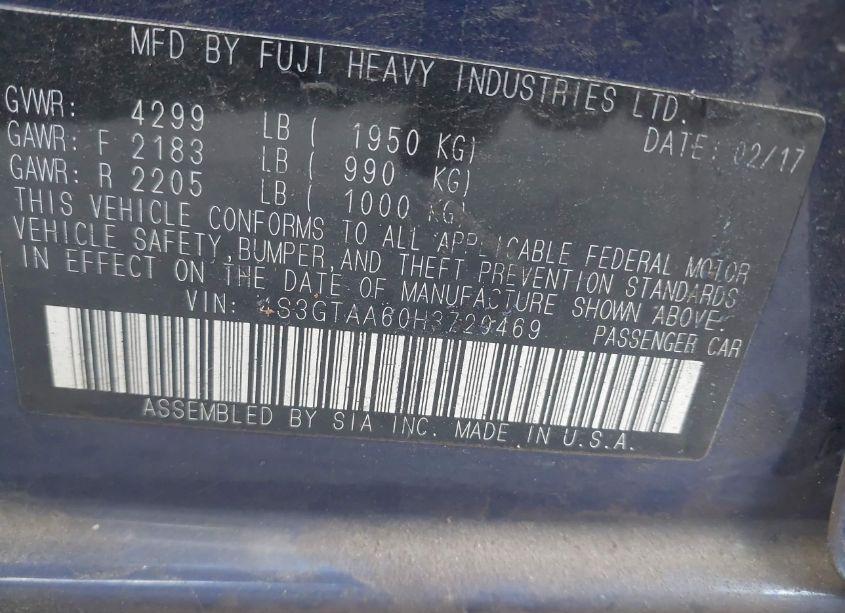 MFD BY FUJI HEAVY INDUSTRIES LTD.
GVWR: 4299 LB ( 1950 KG) DATE: 02/17
GAWR: F 2183 LB ( 990 KG)
GAWR: R 2205 LB ( 1000 KG)
THIS VEHICLE CONFORMS TO ALL APPLICABLE FEDERAL MOTOR
VEHICLE SAFETY, BUMPER, AND THEFT PREVENTION STANDARDS
IN EFFECT ON THE DATE OF MANUFACTURE SHOWN ABOVE.
VIN: 4S3GTAA60H3729469 PASSENGER CAR
ASSEMBLED BY SIA INC. MADE IN U.S.A.